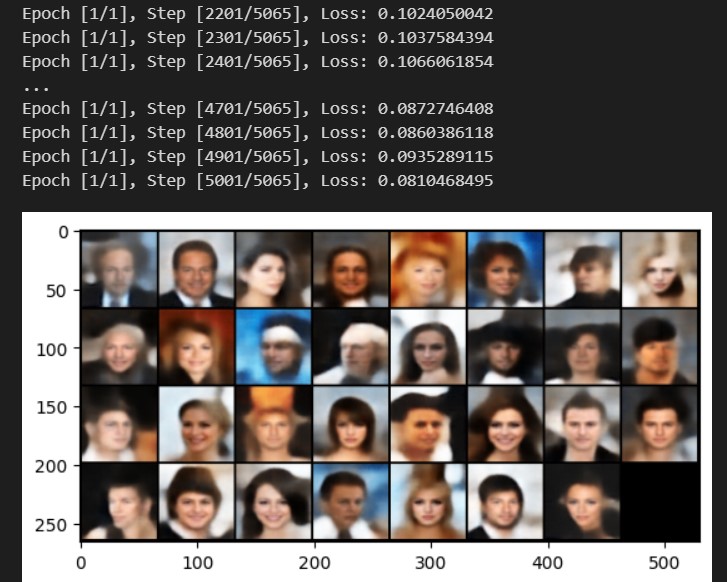 Epoch [1/1], Step [2201/5065], Loss: 0.1024050042
Epoch [1/1], Step [2301/5065], Loss: 0.1037584394
Epoch [1/1], Step [2401/5065], Loss: 0.1066061854
...
Epoch [1/1], Step [4701/5065], Loss: 0.0872746408
Epoch [1/1], Step [4801/5065], Loss: 0.0860386118
Epoch [1/1], Step [4901/5065], Loss: 0.0935289115
Epoch [1/1], Step [5001/5065], Loss: 0.0810468495
0
50
100
150
200
250
0 100 200 300 400 500